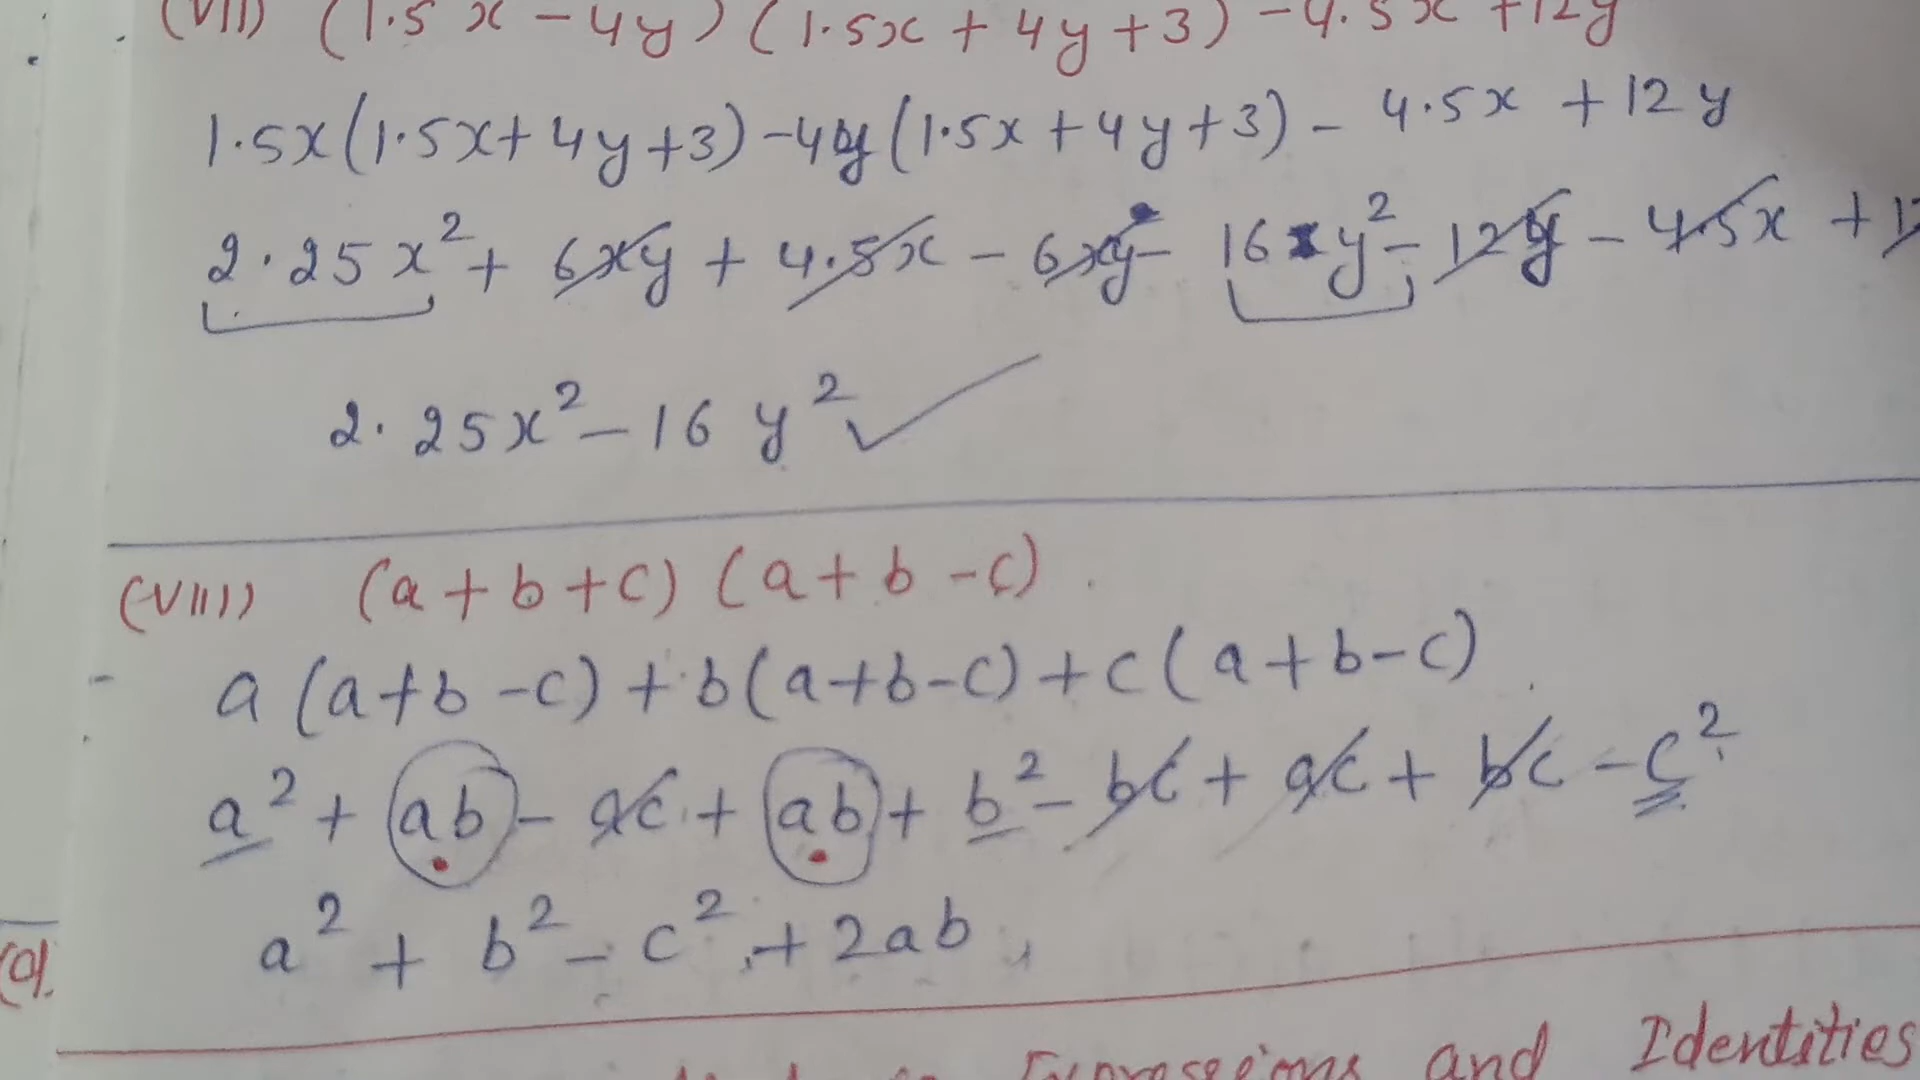 (VII) (1.5x - 4y) (1.5x + 4y + 3) - 4.5x + 12y
1.5x (1.5x + 4y + 3) - 4y (1.5x + 4y + 3) - 4.5x + 12y
2.25x² + 6xy + 4.5x - 6xy - 16y² - 12y - 4.5x +
2.25x² - 16y²
(VIII) (a + b + c) (a + b - c)
a (a + b - c) + b (a + b - c) + c (a + b - c)
a² + ab - ac + ab + b² - bc + ac + bc - c²
a² + b² - c² + 2ab
Expressions and Identities